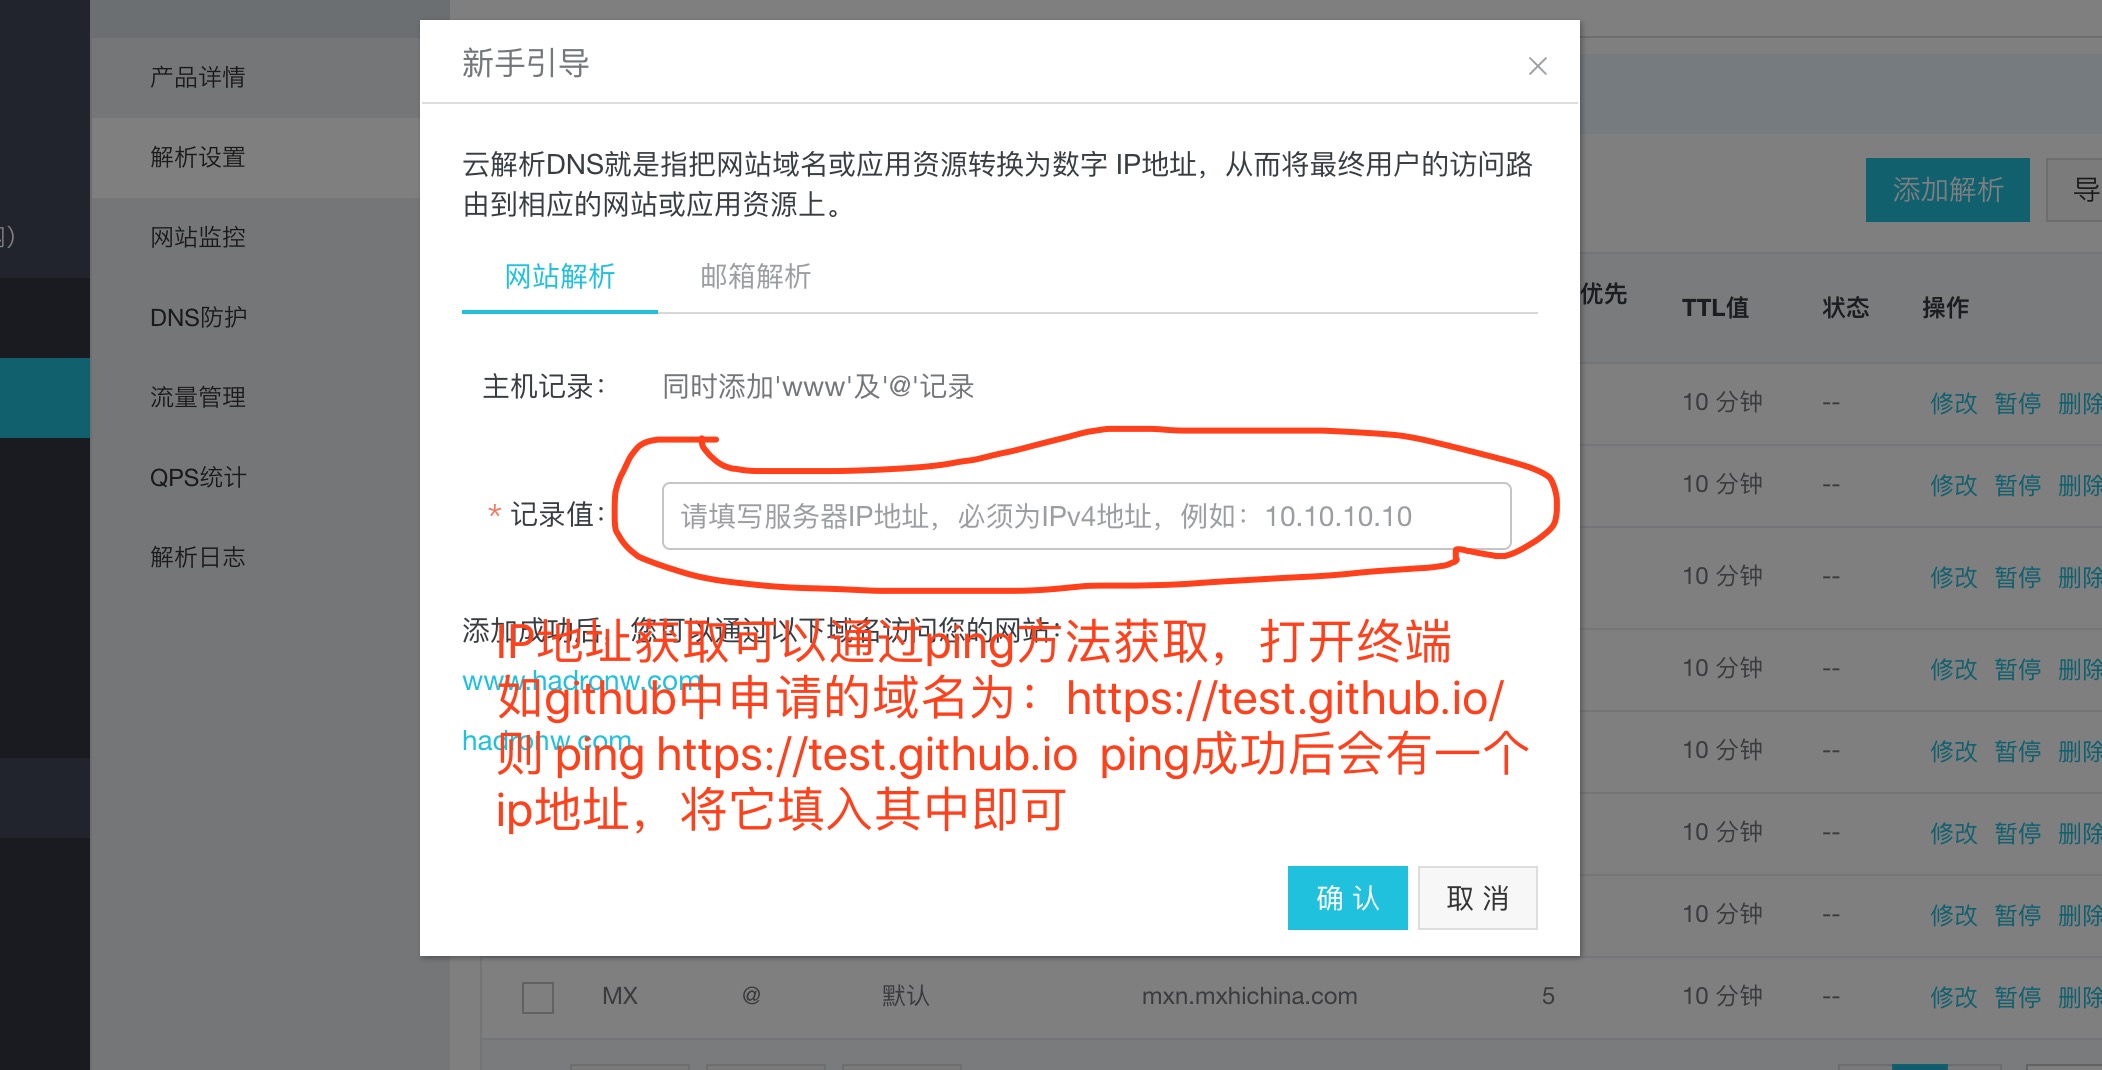 产品详情
解析设置
网站监控
DNS防护
流量管理
QPS统计
解析日志
新手引导
云解析DNS就是指把网站域名或应用资源转换为数字 IP地址，从而将最终用户的访问路
由到相应的网站或应用资源上。
网站解析 邮箱解析
主机记录： 同时添加'www'及'@'记录
* 记录值： 请填写服务器IP地址，必须为IPv4地址，例如：10.10.10.10
添加成功后，您可以通过以下域名访问您的网站：
www.hadronw.com
hadronw.com
IP地址获取可以通过ping方法获取，打开终端
如github中申请的域名为：https://test.github.io/
则 ping https://test.github.io ping成功后会有一个
ip地址，将它填入其中即可
确 认 取 消
添加解析 导
优先 TTL值 状态 操作
10 分钟 -- 修改 暂停 删除
10 分钟 -- 修改 暂停 删除
10 分钟 -- 修改 暂停 删除
10 分钟 -- 修改 暂停 删除
10 分钟 -- 修改 暂停 删除
10 分钟 -- 修改 暂停 删除
10 分钟 -- 修改 暂停 删除
MX @ 默认 mxn.mxhichina.com 5 10 分钟 -- 修改 暂停 删除